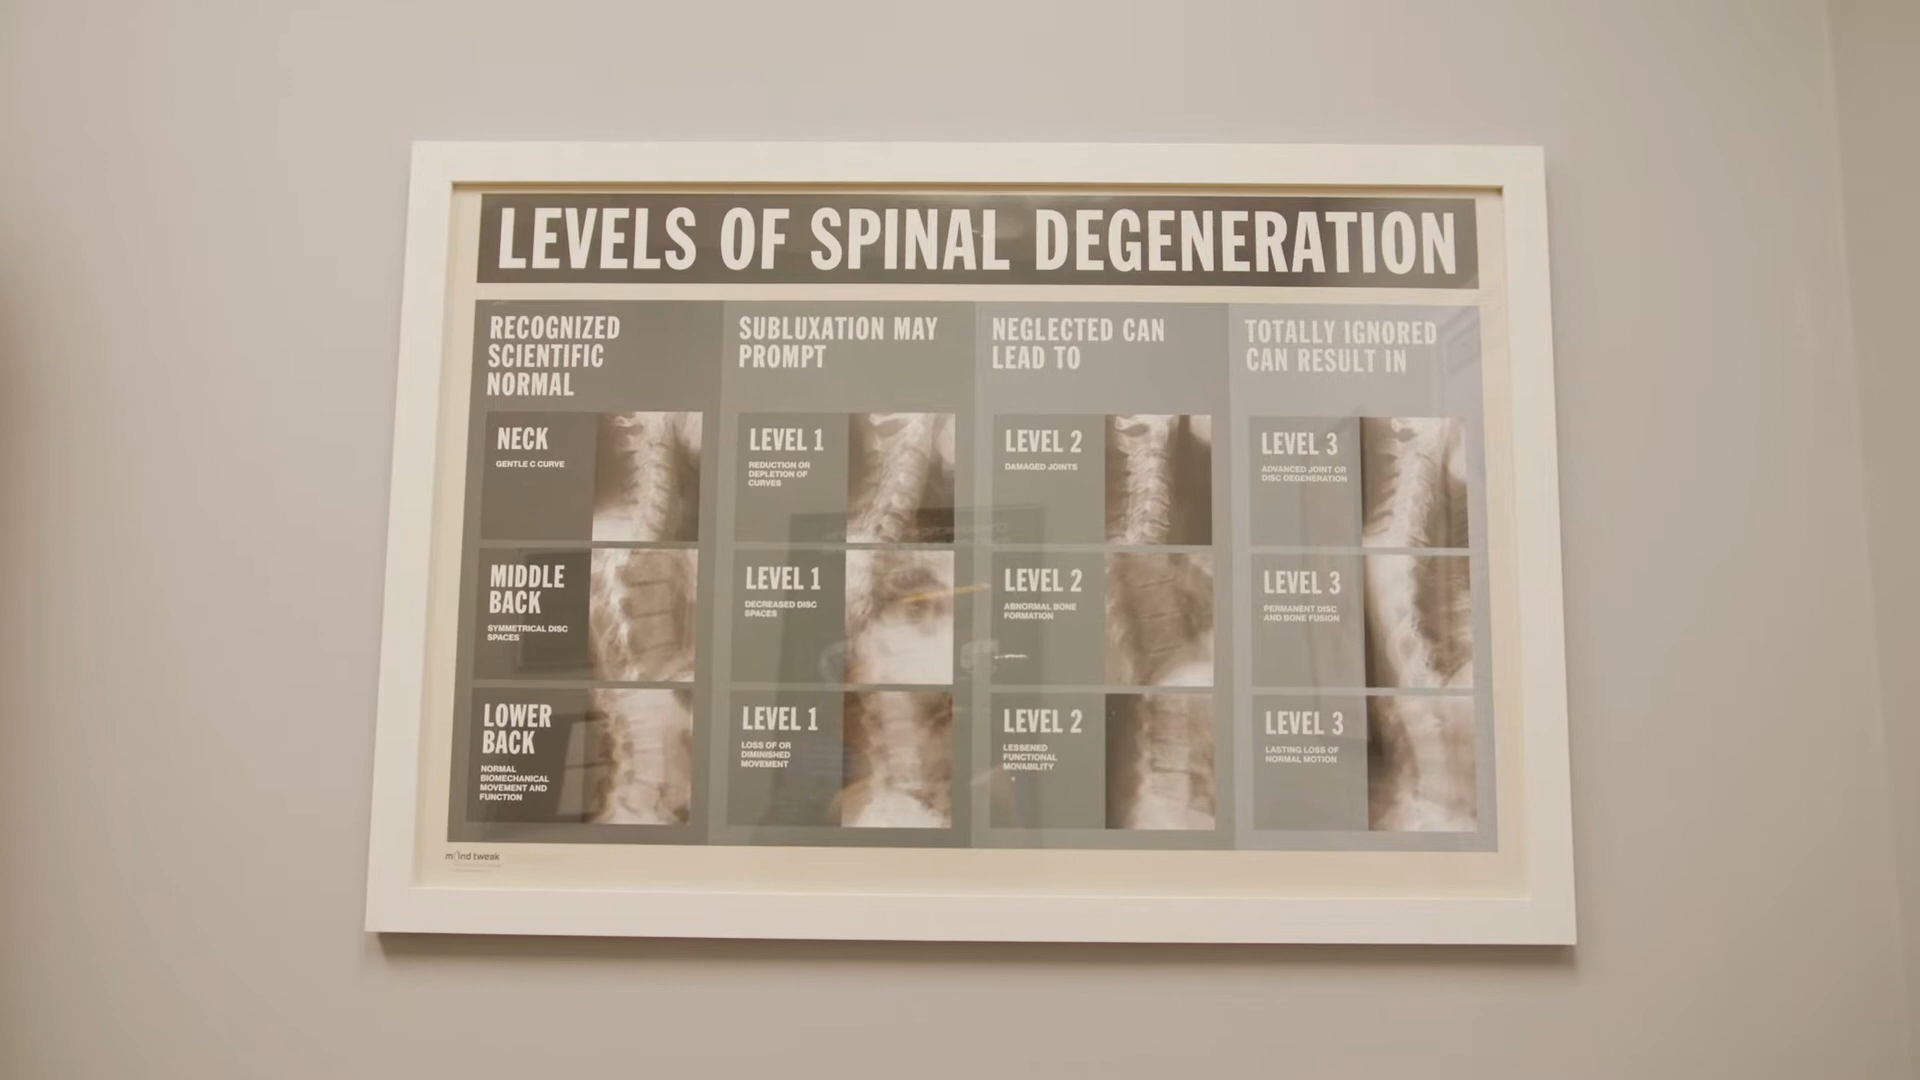 LEVELS OF SPINAL DEGENERATION
RECOGNIZED
SCIENTIFIC
NORMAL
NECK
GENTLE C CURVE
MIDDLE
BACK
SYMMETRICAL DISC
SPACES
LOWER
BACK
NORMAL
BIOMECHANICAL
MOVEMENT AND
FUNCTION
SUBLUXATION MAY
PROMPT
LEVEL 1
REDUCTION OR
DEPLETION OF
CURVES
LEVEL 1
DECREASED DISC
SPACES
LEVEL 1
LOSS OF OR
DIMINISHED
MOVEMENT
NEGLECTED CAN
LEAD TO
LEVEL 2
DAMAGED JOINTS
LEVEL 2
ABNORMAL BONE
FORMATION
LEVEL 2
LESSENED
FUNCTIONAL
MOVABILITY
TOTALLY IGNORED
CAN RESULT IN
LEVEL 3
ADVANCED JOINT OR
DISC DEGENERATION
LEVEL 3
PERMANENT DISC
AND BONE FUSION
LEVEL 3
LASTING LOSS OF
NORMAL MOTION
tweak